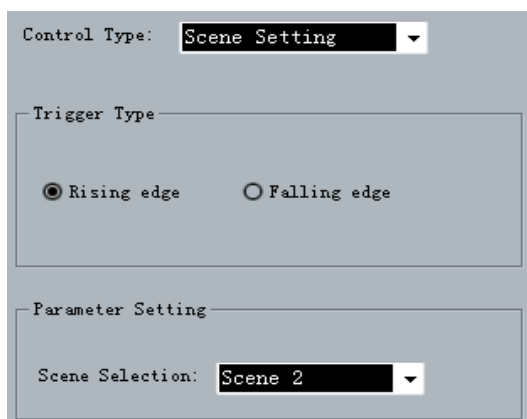 Control Type: Scene Setting
Trigger Type
Rising edge Falling edge
Parameter Setting
Scene Selection: Scene 2